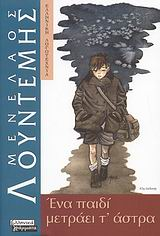 ΜΕΝΕΛΑΟΣ
ΛΟΥΝΤΕΜΗΣ
ΕΛΛΗΝΙΚΗ ΛΟΓΟΤΕΧΝΙΑ
Ένα παιδί
μετράει τ' άστρα
ελληνικά
γράμματα